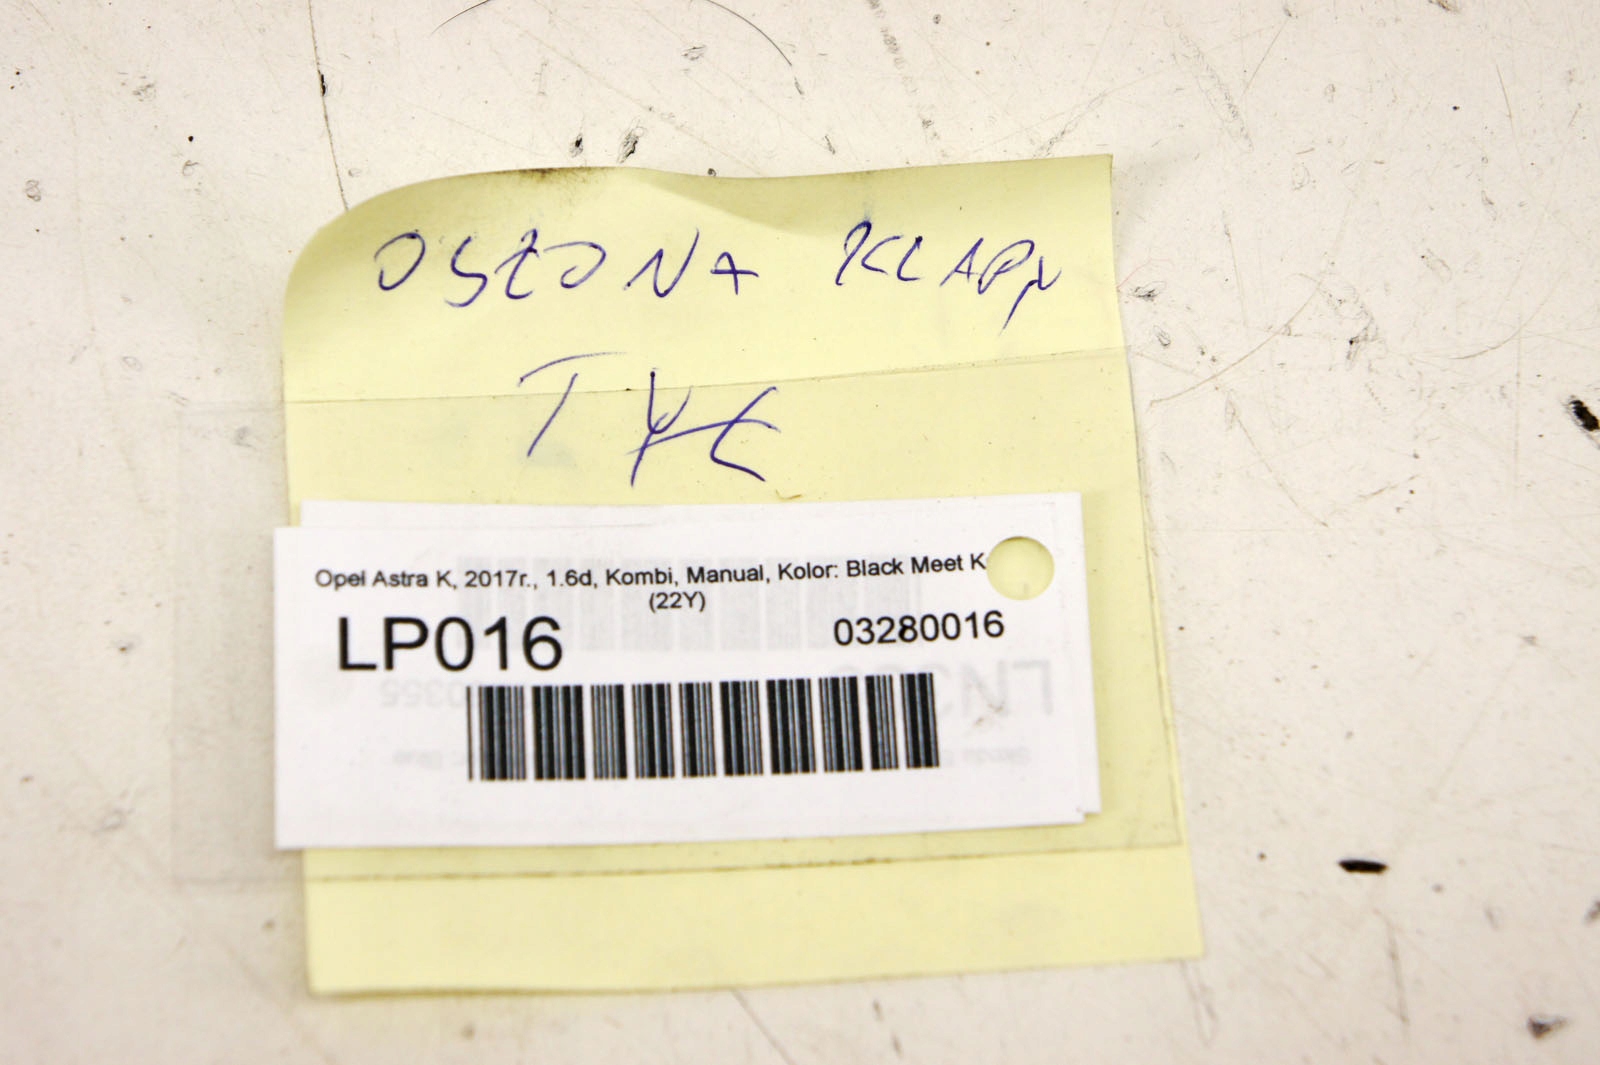 OSŁONA KLAPY
TYŁ
Opel Astra K, 2017r., 1.6d, Kombi, Manual, Kolor: Black Meet K
(22Y)
LP016 03280016